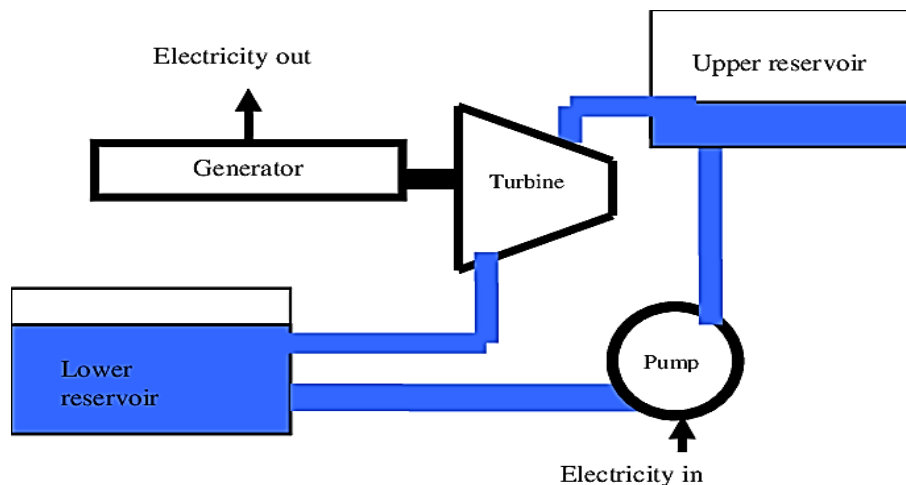 Electricity out
Upper reservoir
Generator
Turbine
Lower
reservoir
Pump
Electricity in